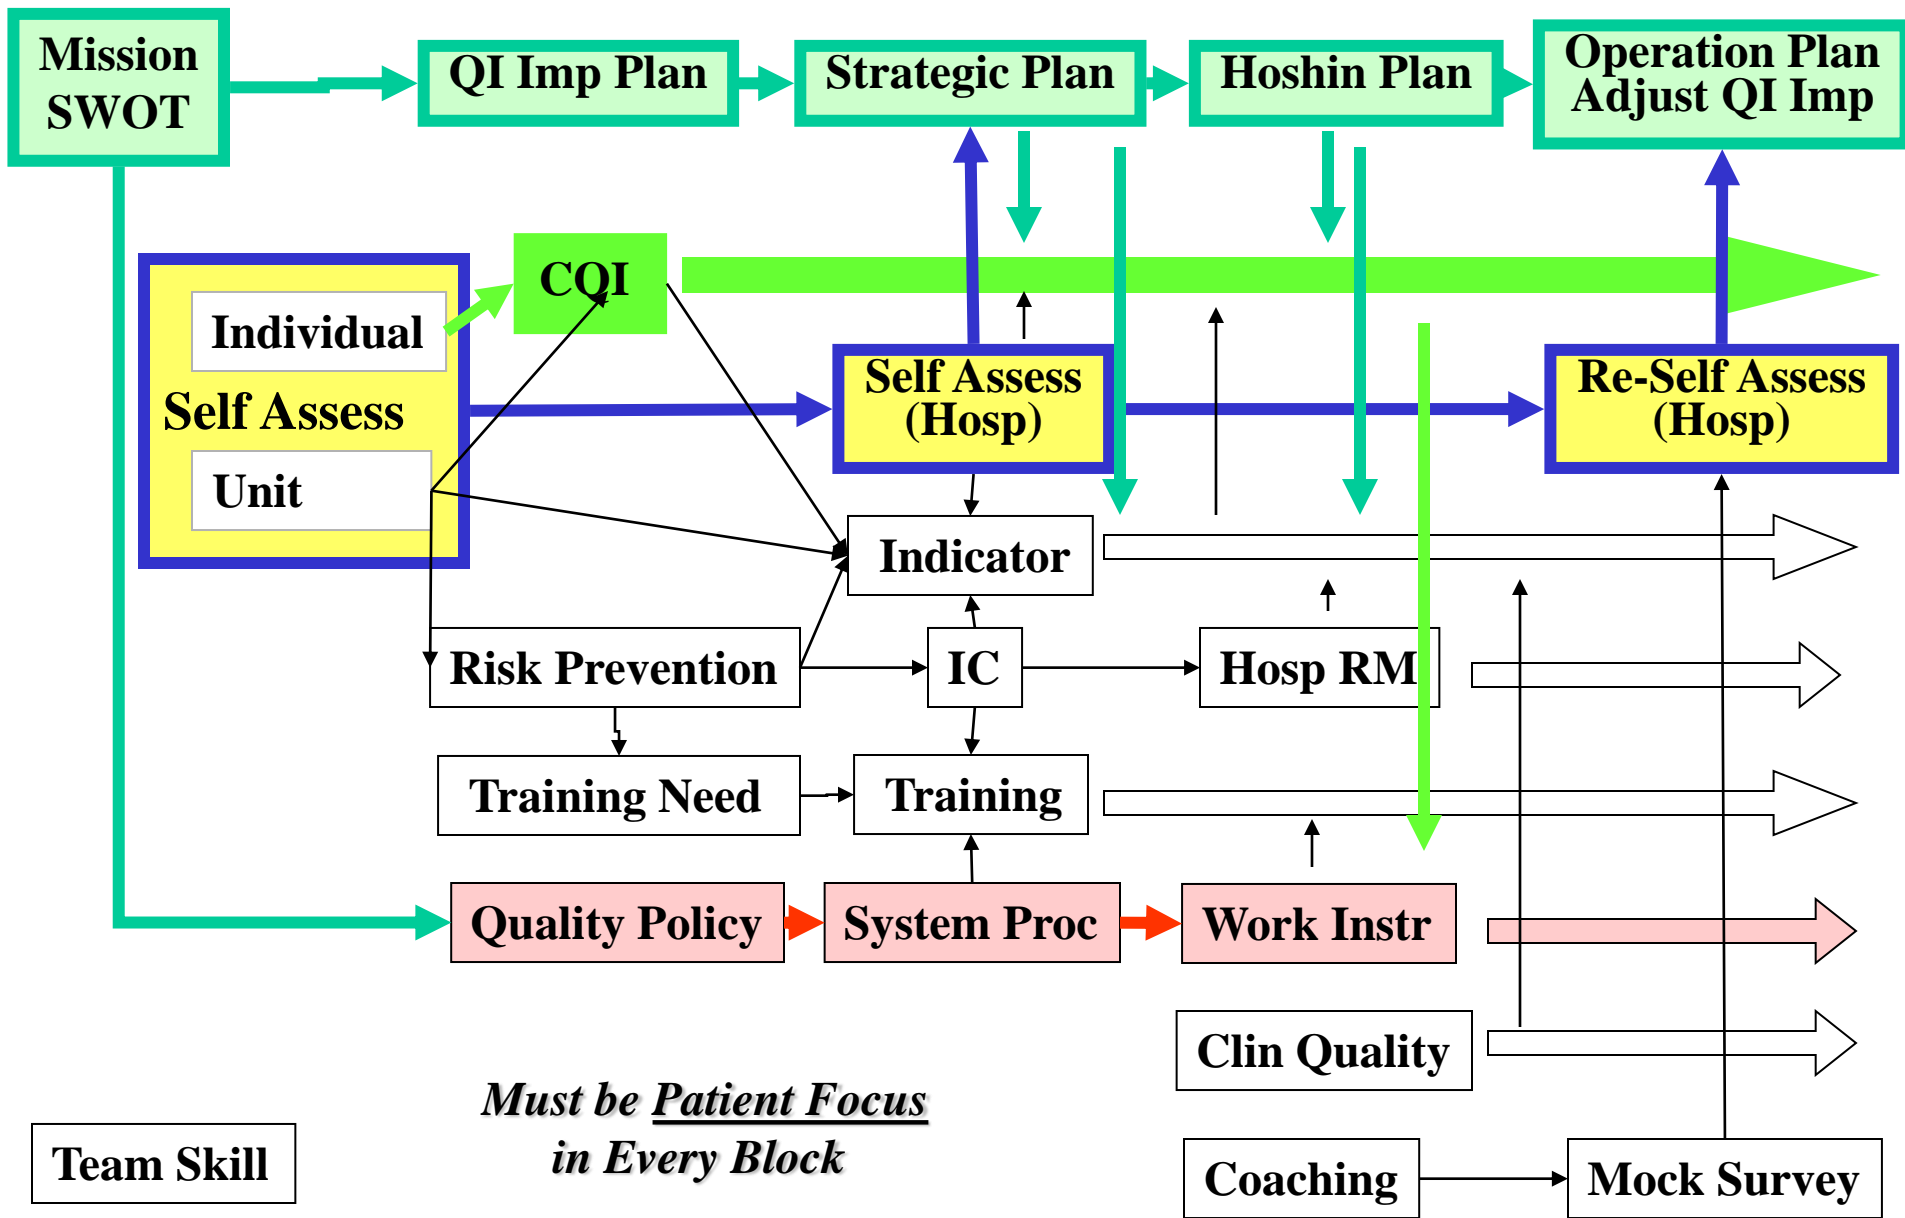 Mission
SWOT
QI Imp Plan
Strategic Plan
Hoshin Plan
Operation Plan
Adjust QI Imp
CQI
Individual
Self Assess
Unit
Self Assess
(Hosp)
Re-Self Assess
(Hosp)
Indicator
Risk Prevention
IC
Hosp RM
Training Need
Training
Quality Policy
System Proc
Work Instr
Clin Quality
Must be Patient Focus
in Every Block
Team Skill
Coaching
Mock Survey